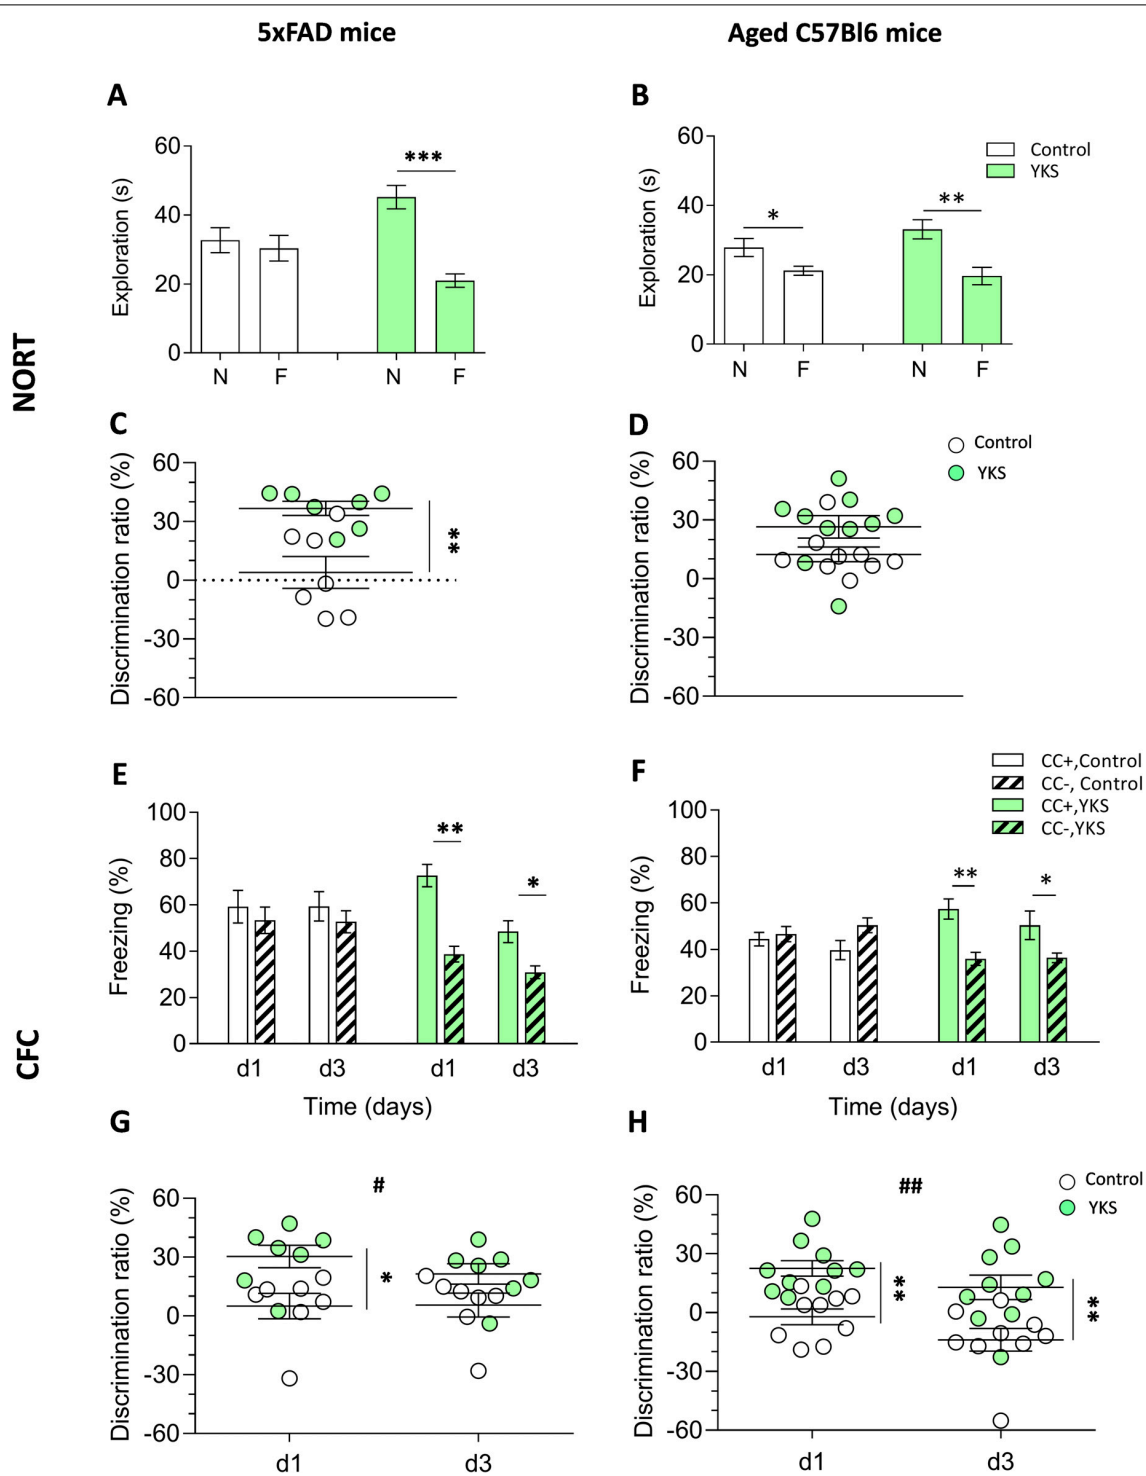 5xFAD mice
Aged C57Bl6 mice
NORT
A
Exploration (s)
60
40
20
0
***
N F N F
B
Exploration (s)
60
40
20
0
*
**
N F N F
Control
YKS
C
Discrimination ratio (%)
60
30
0
-30
-60
**
D
Discrimination ratio (%)
60
30
0
-30
-60
Control
YKS
CFC
E
Freezing (%)
100
80
60
40
20
0
**
*
d1 d3 d1 d3
Time (days)
F
Freezing (%)
100
80
60
40
20
0
**
*
CC+,Control
CC-, Control
CC+,YKS
CC-,YKS
d1 d3 d1 d3
Time (days)
G
Discrimination ratio (%)
60
30
0
-30
-60
#
*
d1 d3
H
Discrimination ratio (%)
60
30
0
-30
-60
##
**
**
Control
YKS
d1 d3